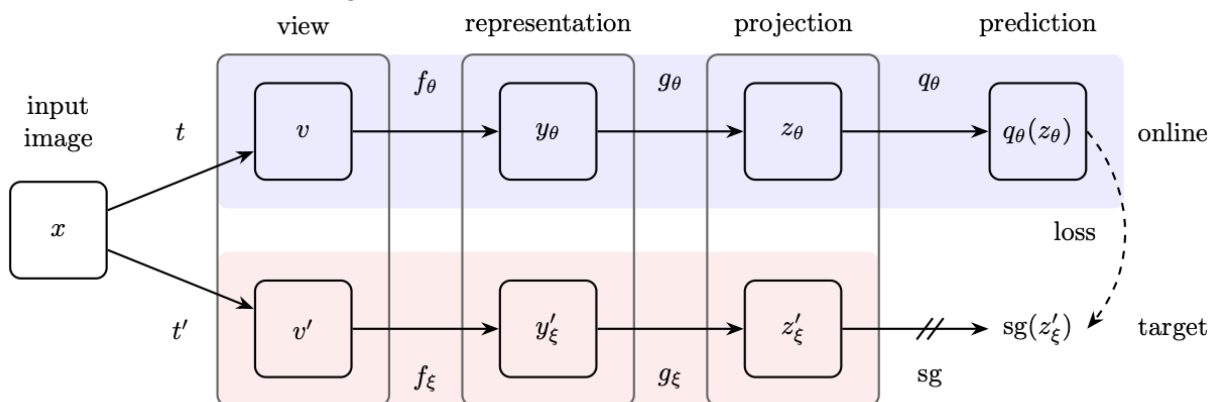 view representation projection prediction
input
image
t f_θ g_θ q_θ
x v y_θ z_θ q_θ(z_θ) online
loss
t′ v′ y′_ξ z′_ξ sg(z′_ξ) target
f_ξ g_ξ sg